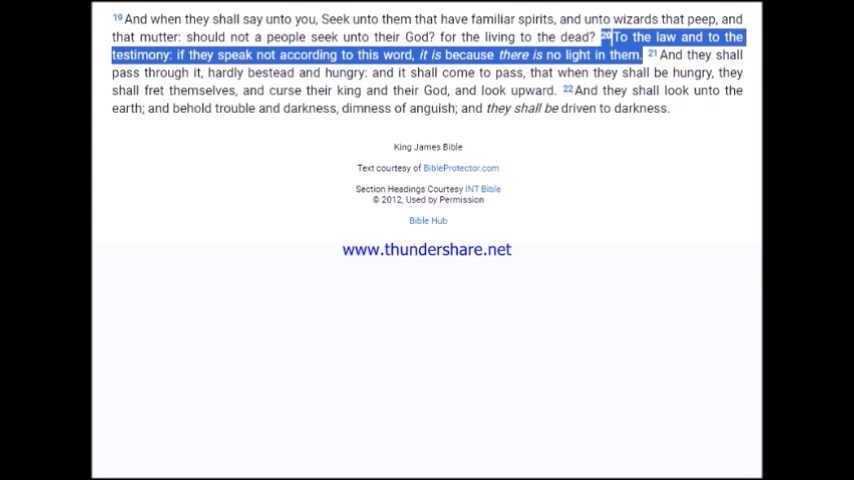 19 And when they shall say unto you, Seek unto them that have familiar spirits, and unto wizards that peep, and
that mutter: should not a people seek unto their God? for the living to the dead? 20 To the law and to the
testimony: if they speak not according to this word, it is because there is no light in them. 21 And they shall
pass through it, hardly bestead and hungry: and it shall come to pass, that when they shall be hungry, they
shall fret themselves, and curse their king and their God, and look upward. 22 And they shall look unto the
earth; and behold trouble and darkness, dimness of anguish; and they shall be driven to darkness.
King James Bible
Text courtesy of BibleProtector.com
Section Headings Courtesy INT Bible
© 2012, Used by Permission
Bible Hub
www.thundershare.net